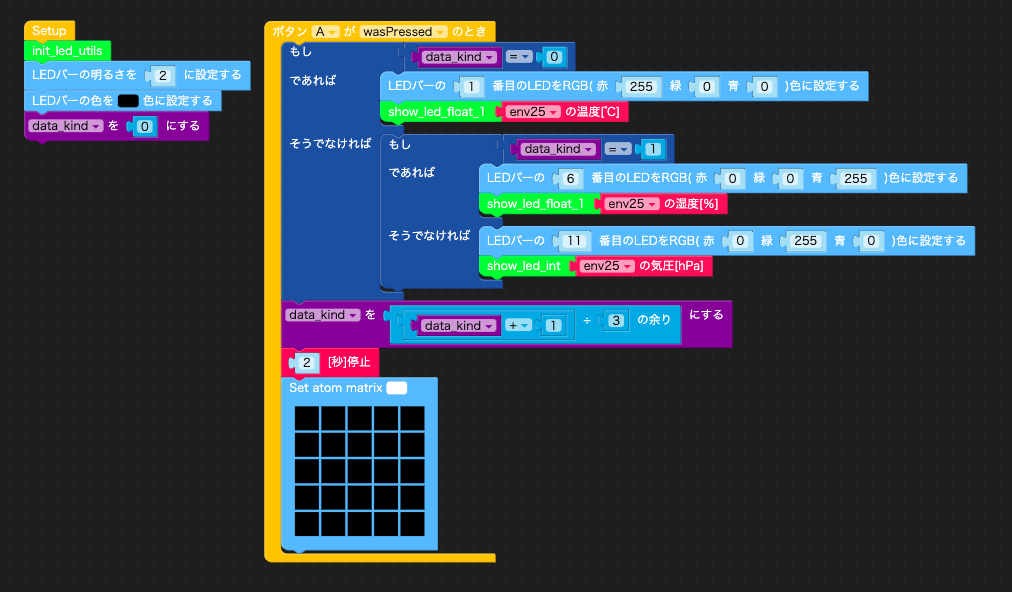 Setup
init_led_utils
LEDバーの明るさを 2 に設定する
LEDバーの色を 色に設定する
data_kind を 0 にする
ボタン A が wasPressed のとき
もし data_kind = 0
であれば LEDバーの 1 番目のLEDをRGB( 赤 255 緑 0 青 0 )色に設定する
show_led_float_1 env25 の温度[℃]
そうでなければ もし data_kind = 1
であれば LEDバーの 6 番目のLEDをRGB( 赤 0 緑 0 青 255 )色に設定する
show_led_float_1 env25 の湿度[%]
そうでなければ LEDバーの 11 番目のLEDをRGB( 赤 0 緑 255 青 0 )色に設定する
show_led_int env25 の気圧[hPa]
data_kind を data_kind + 1 ÷ 3 の余り にする
2 [秒]停止
Set atom matrix